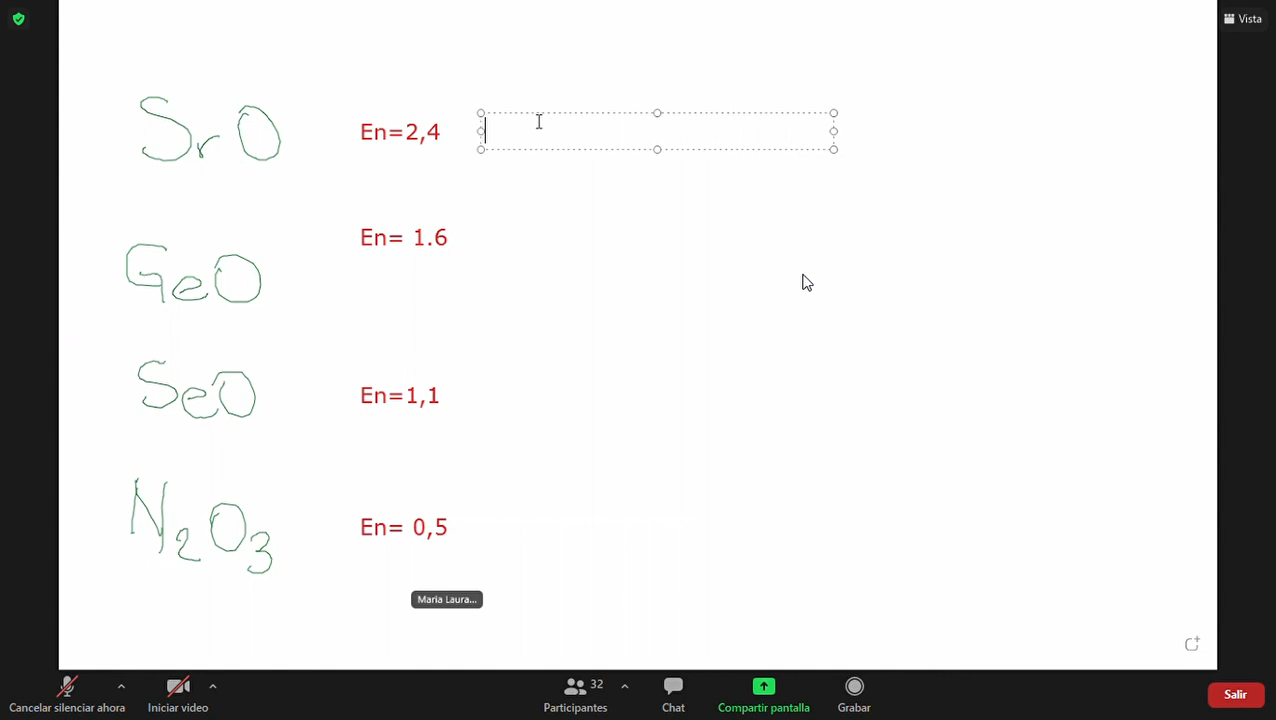 Vista
SrO En=2,4
GeO En= 1.6
SeO En=1,1
N2O3 En= 0,5
Maria Laura...
Cancelar silenciar ahora
Iniciar video
32
Participantes
Chat
Compartir pantalla
Grabar
Salir